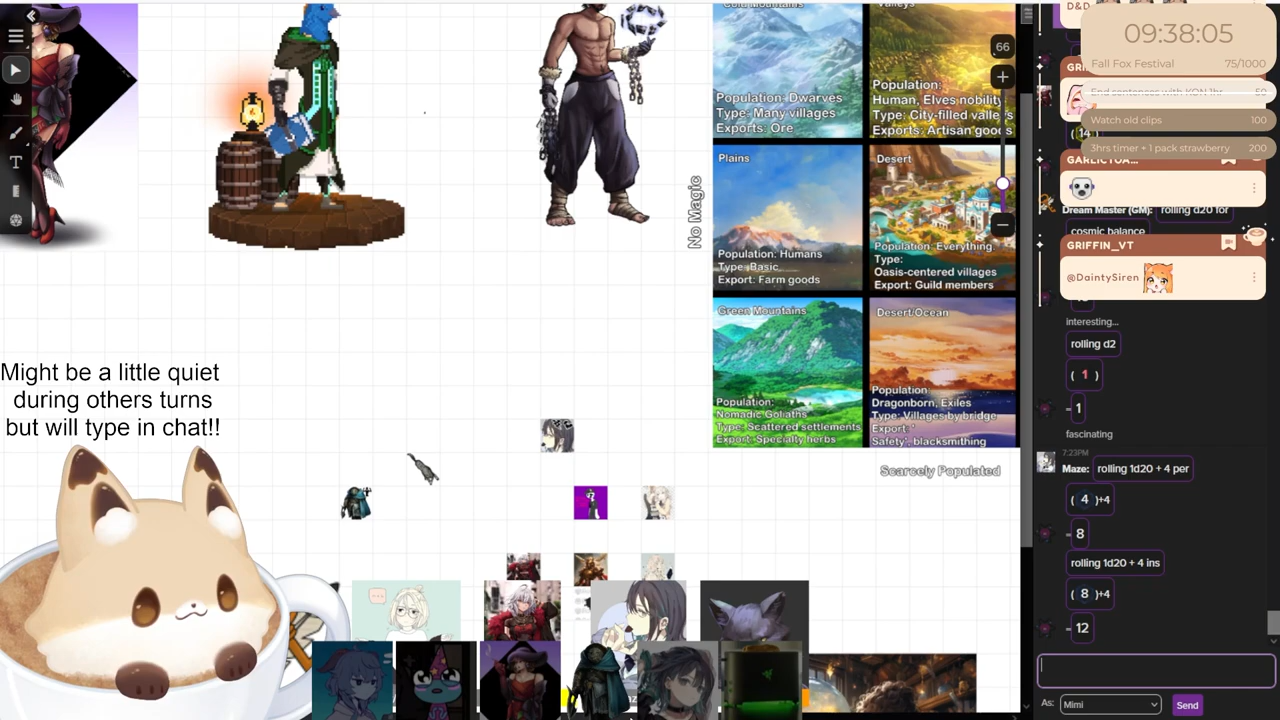 Cold Mountains
Population: Dwarves
Type: Many villages
Exports: Ore
Valleys
Population:
Human, Elves nobility
Type: City-filled valleys
Exports: Artisan goods
Plains
Population: Humans
Type: Basic
Export: Farm goods
Desert
Population: Everything.
Type:
Oasis-centered villages
Export: Guild members
Green Mountains
Population:
Nomadic Goliaths
Type: Scattered settlements
Export: Specialty herbs
Desert/Ocean
Population
Dragonborn, Exiles
Type: Villages by bridge
Export-'
Safety', blacksmithing
No Magic
Scarcely Populated
Might be a little quiet
during others turns
but will type in chat!!
T
66
D&D
09:38:05
Fall Fox Festival 75/1000
End sentences with KON 1hr 50
Watch old clips 100
3hrs timer + 1 pack strawberry 200
(14)
Dream Master (GM): rolling d20 for
cosmic balance
GRIFFIN_VT
@DaintySiren
interesting...
rolling d2
( 1 )
=1
fascinating
7:23PM
Maze: rolling 1d20 + 4 per
( 4 )+4
= 8
rolling 1d20 + 4 ins
( 8 )+4
= 12
As: Mimi Send